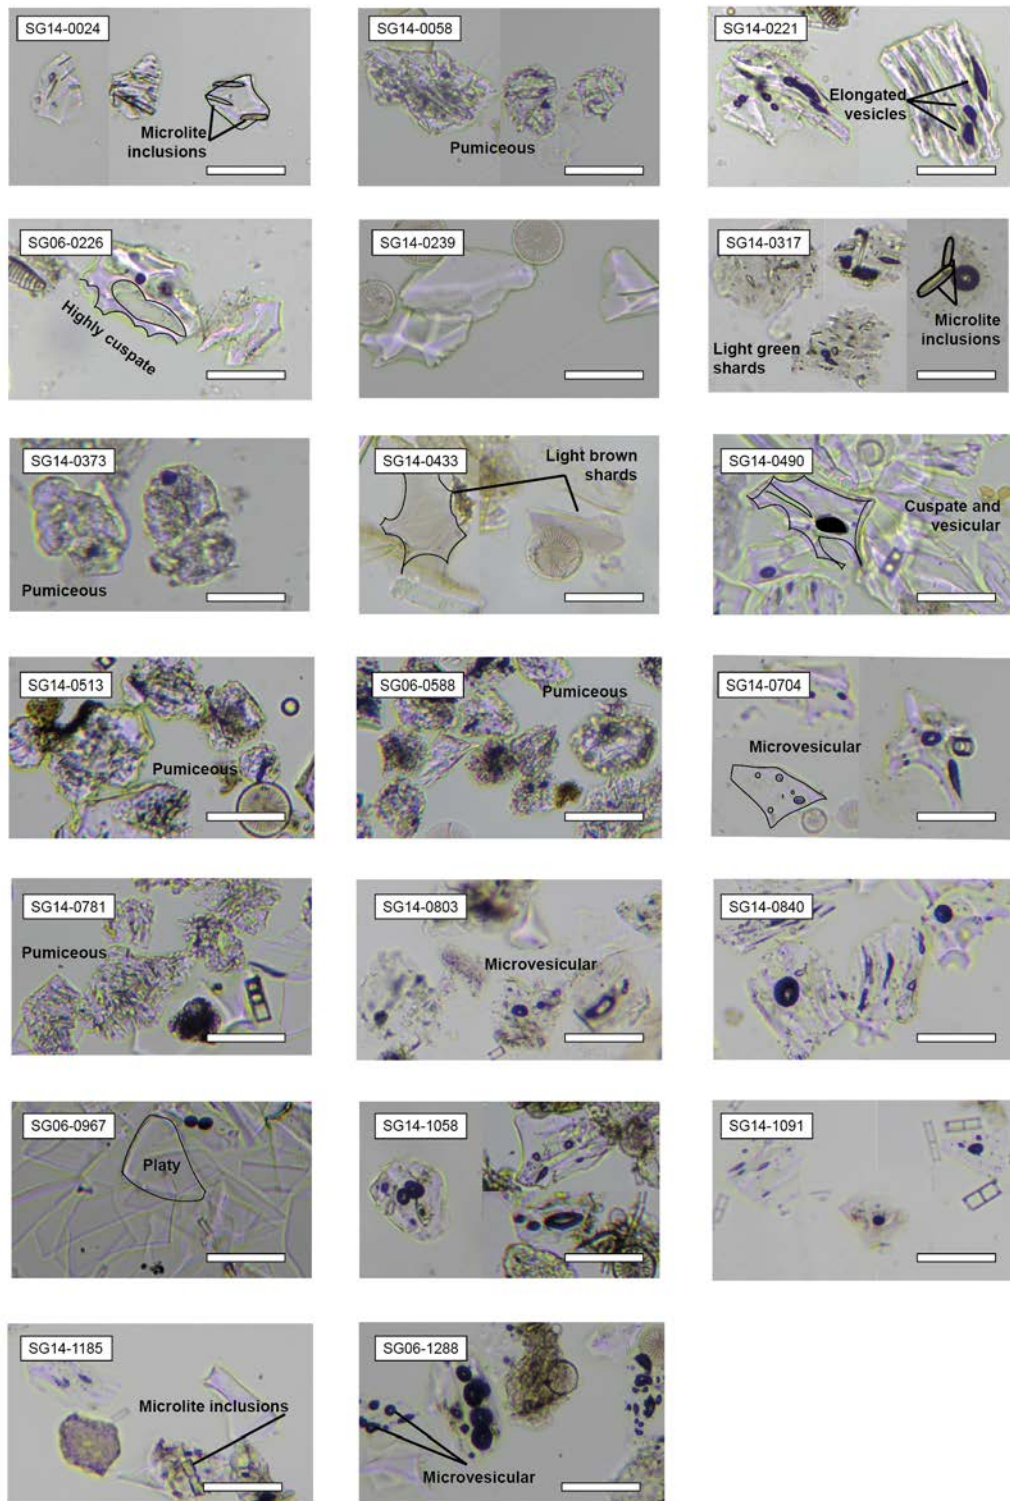 SG14-0024
Microlite
inclusions
SG14-0058
Pumiceous
SG14-0221
Elongated
vesicles
SG06-0226
Highly cuspate
SG14-0239
SG14-0317
Light green
shards
Microlite
inclusions
SG14-0373
Pumiceous
SG14-0433
Light brown
shards
SG14-0490
Cuspate and
vesicular
SG14-0513
Pumiceous
SG06-0588
Pumiceous
SG14-0704
Microvesicular
SG14-0781
Pumiceous
SG14-0803
Microvesicular
SG14-0840
SG06-0967
Platy
SG14-1058
SG14-1091
SG14-1185
Microlite inclusions
SG06-1288
Microvesicular